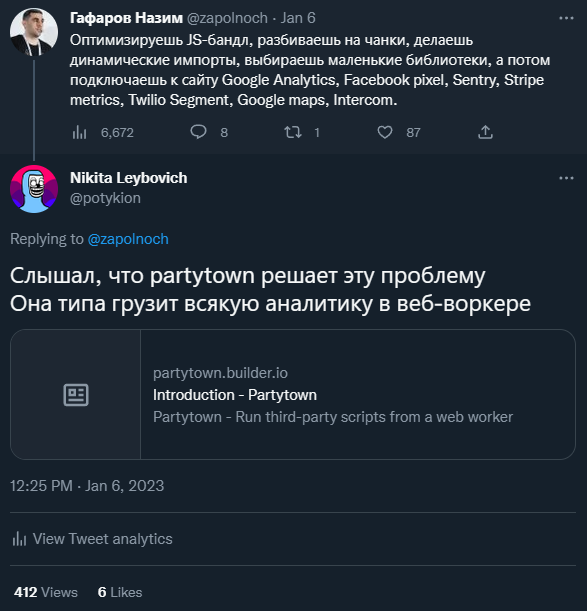 Гафаров Назим @zapolnoch · Jan 6
Оптимизируешь JS-бандл, разбиваешь на чанки, делаешь
динамические импорты, выбираешь маленькие библиотеки, а потом
подключаешь к сайту Google Analytics, Facebook pixel, Sentry, Stripe
metrics, Twilio Segment, Google maps, Intercom.
6,672 8 1 87
Nikita Leybovich
@potykion
Replying to @zapolnoch
Слышал, что partytown решает эту проблему
Она типа грузит всякую аналитику в веб-воркере
partytown.builder.io
Introduction - Partytown
Partytown - Run third-party scripts from a web worker
12:25 PM · Jan 6, 2023
View Tweet analytics
412 Views 6 Likes